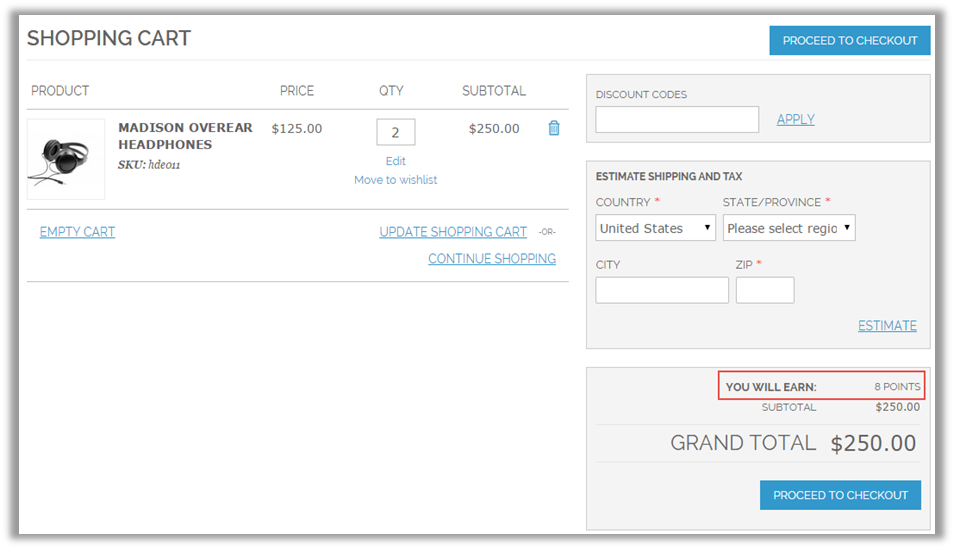 SHOPPING CART
PROCEED TO CHECKOUT
PRODUCT PRICE QTY SUBTOTAL
MADISON OVEREAR
HEADPHONES
SKU: hde011
$125.00
2
Edit
Move to wishlist
$250.00
EMPTY CART
UPDATE SHOPPING CART -OR-
CONTINUE SHOPPING
DISCOUNT CODES
APPLY
ESTIMATE SHIPPING AND TAX
COUNTRY * STATE/PROVINCE *
United States Please select regio
CITY ZIP *
ESTIMATE
YOU WILL EARN: 8 POINTS
SUBTOTAL $250.00
GRAND TOTAL $250.00
PROCEED TO CHECKOUT